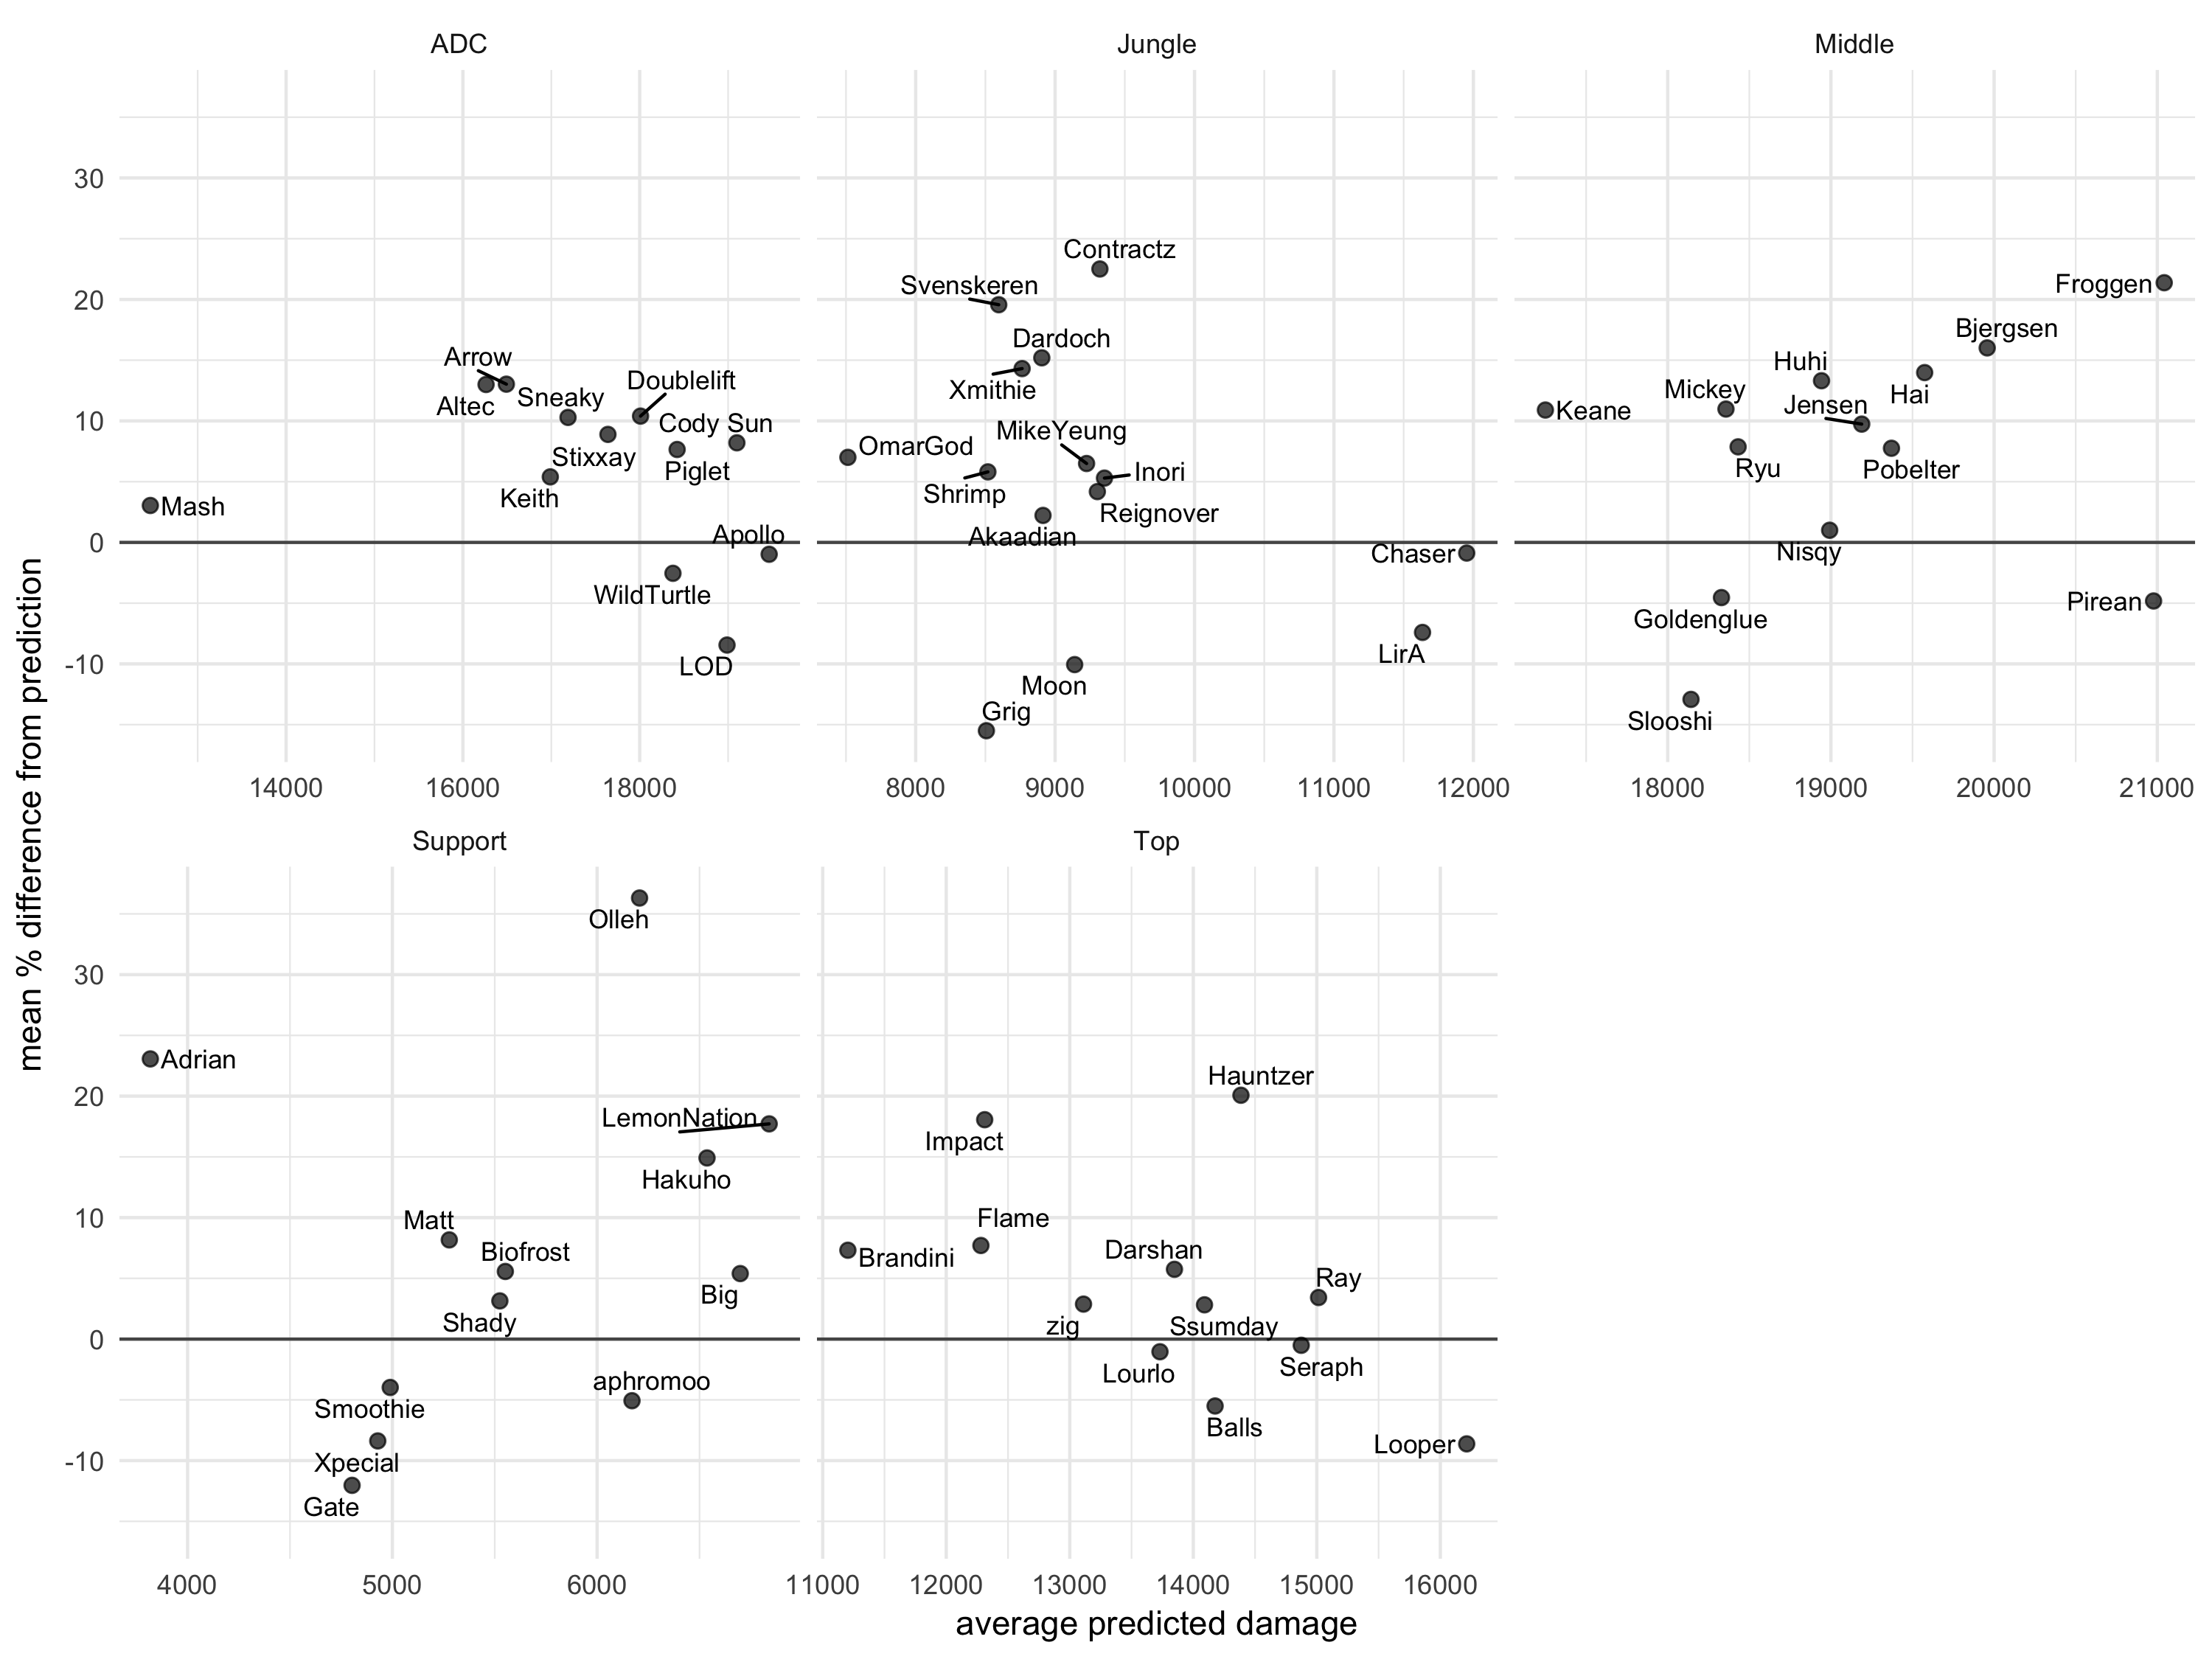 ADC
Jungle
Middle
mean % difference from prediction
30
20
10
0
-10
Arrow
Altec
Sneaky
Doublelift
Cody Sun
Stixxay
Piglet
Keith
Mash
Apollo
WildTurtle
LOD
14000
16000
18000
Contractz
Svenskeren
Dardoch
Xmithie
MikeYeung
OmarGod
Inori
Shrimp
Reignover
Akaadian
Chaser
LirA
Moon
Grig
8000
9000
10000
11000
12000
Froggen
Bjergsen
Huhi
Hai
Mickey
Jensen
Keane
Ryu
Pobelter
Nisqy
Goldenglue
Pirean
Slooshi
18000
19000
20000
21000
Support
Top
30
20
10
0
-10
Olleh
Adrian
LemonNation
Hakuho
Matt
Biofrost
Big
Shady
aphromoo
Smoothie
Xpecial
Gate
4000
5000
6000
Hauntzer
Impact
Flame
Brandini
Darshan
Ray
zig
Ssumday
Lourlo
Seraph
Balls
Looper
11000
12000
13000
14000
15000
16000
average predicted damage